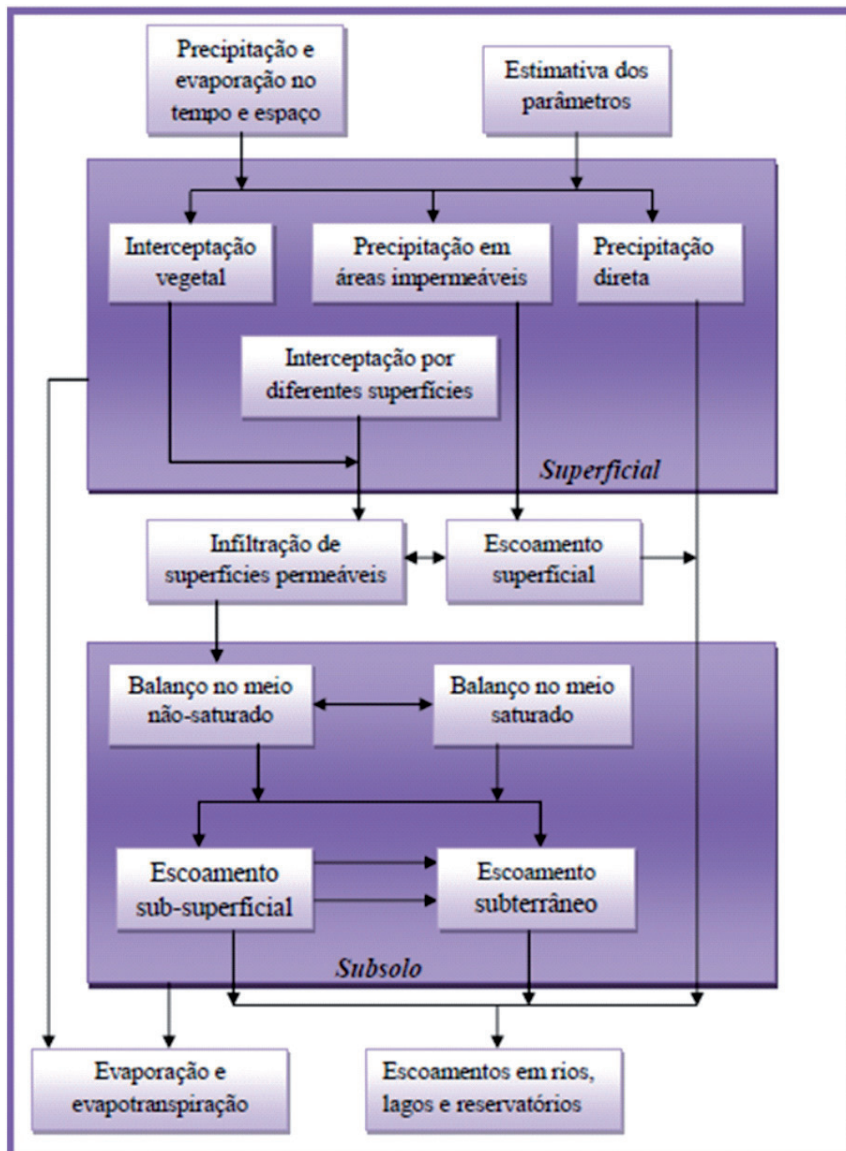 Precipitação e
evaporação no
tempo e espaço
Estimativa dos
parâmetros
Interceptação
vegetal
Precipitação em
áreas impermeáveis
Precipitação
direta
Interceptação por
diferentes superfícies
Superficial
Infiltração de
superfícies permeáveis
Escoamento
superficial
Balanço no meio
não-saturado
Balanço no meio
saturado
Escoamento
sub-superficial
Escoamento
subterrâneo
Subsolo
Evaporação e
evapotranspiração
Escoamentos em rios,
lagos e reservatórios